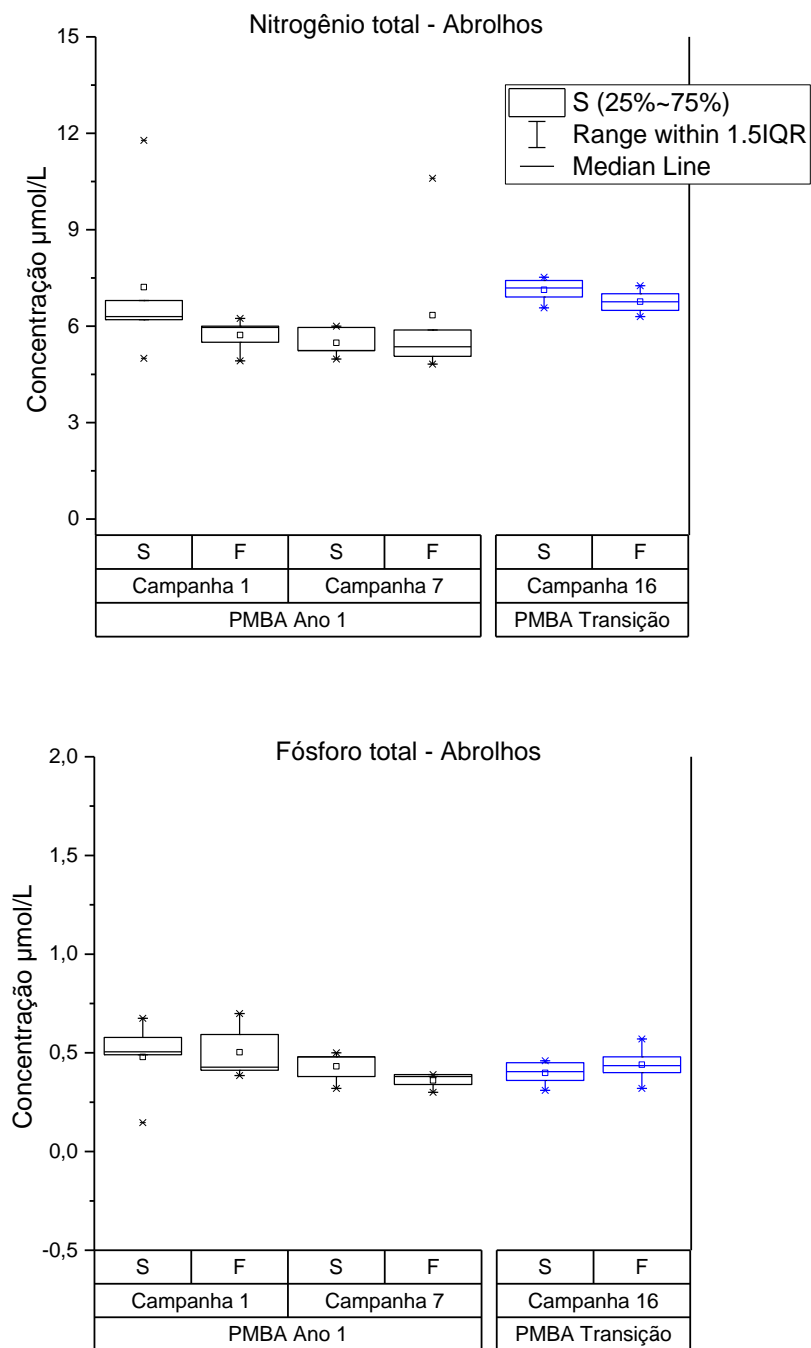 Nitrogênio total - Abrolhos
S (25%~75%)
Range within 1.5IQR
Median Line
Concentração µmol/L
15
12
9
6
3
0
S F S F S F
Campanha 1 Campanha 7 Campanha 16
PMBA Ano 1 PMBA Transição
Fósforo total - Abrolhos
Concentração µmol/L
2,0
1,5
1,0
0,5
0,0
-0,5
S F S F S F
Campanha 1 Campanha 7 Campanha 16
PMBA Ano 1 PMBA Transição